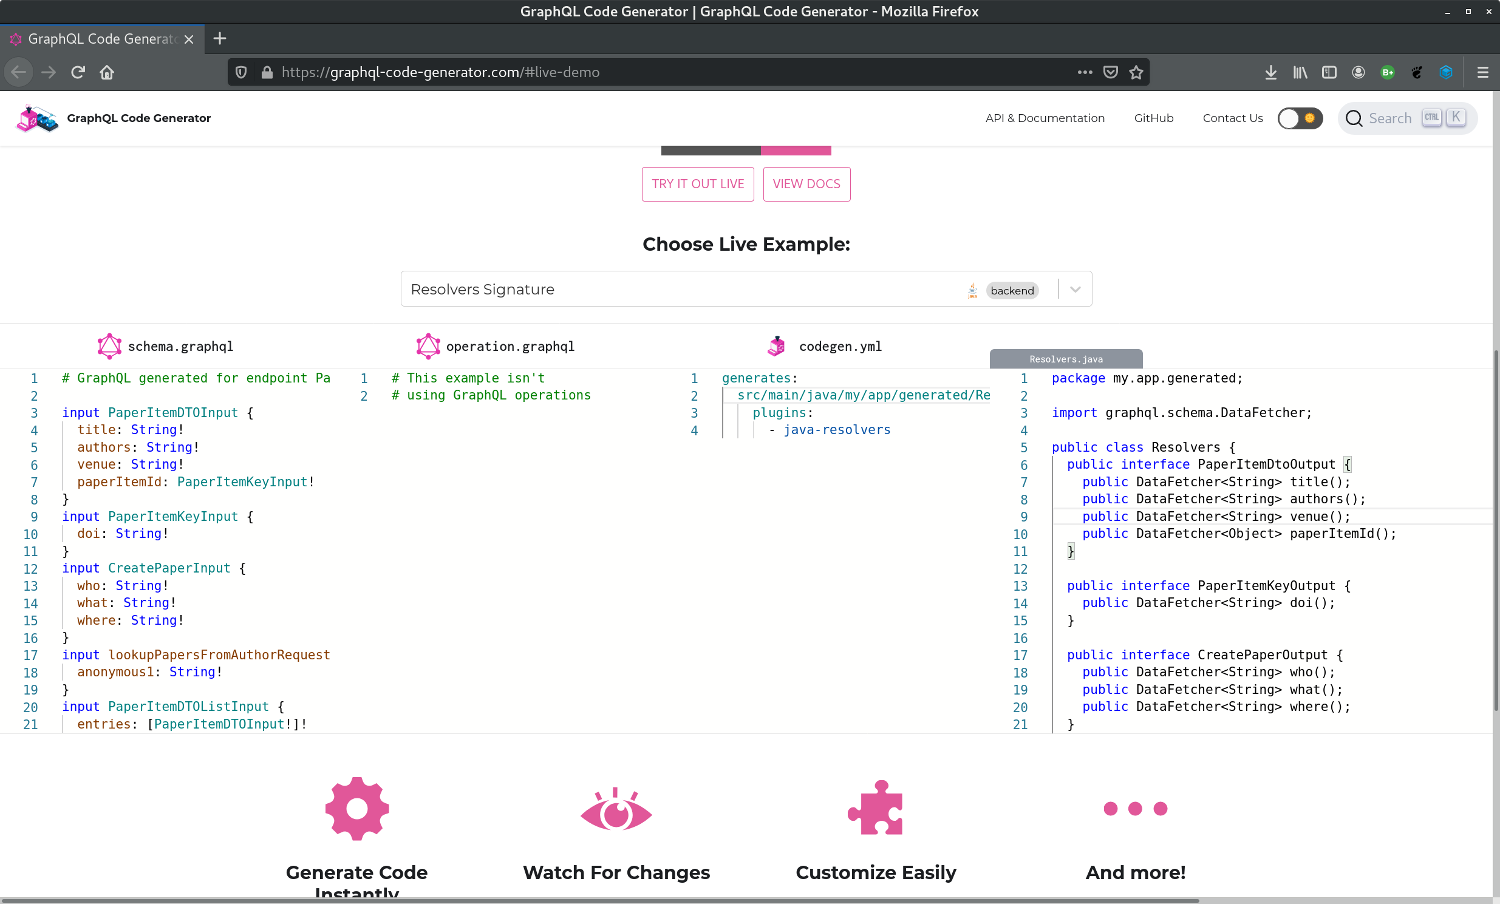 GraphQL Code Generator | GraphQL Code Generator - Mozilla Firefox
GraphQL Code Generato
https://graphql-code-generator.com/#live-demo
GraphQL Code Generator
API & Documentation
GitHub
Contact Us
Search
CTRL
K
TRY IT OUT LIVE
VIEW DOCS
Choose Live Example:
Resolvers Signature
backend
schema.graphql
1 # GraphQL generated for endpoint Pa
2
3 input PaperItemDTOInput {
4 title: String!
5 authors: String!
6 venue: String!
7 paperItemId: PaperItemKeyInput!
8 }
9 input PaperItemKeyInput {
10 doi: String!
11 }
12 input CreatePaperInput {
13 who: String!
14 what: String!
15 where: String!
16 }
17 input lookupPapersFromAuthorRequest
18 anonymous1: String!
19 }
20 input PaperItemDTOListInput {
21 entries: [PaperItemDTOInput!]!
operation.graphql
1 # This example isn't
2 # using GraphQL operations
codegen.yml
1 generates:
2 src/main/java/my/app/generated/Re
3 plugins:
4 - java-resolvers
Resolvers.java
1 package my.app.generated;
2
3 import graphql.schema.DataFetcher;
4
5 public class Resolvers {
6 public interface PaperItemDtoOutput {
7 public DataFetcher<String> title();
8 public DataFetcher<String> authors();
9 public DataFetcher<String> venue();
10 public DataFetcher<Object> paperItemId();
11 }
12
13 public interface PaperItemKeyOutput {
14 public DataFetcher<String> doi();
15 }
16
17 public interface CreatePaperOutput {
18 public DataFetcher<String> who();
19 public DataFetcher<String> what();
20 public DataFetcher<String> where();
21 }
Generate Code
Instantly
Watch For Changes
Customize Easily
And more!